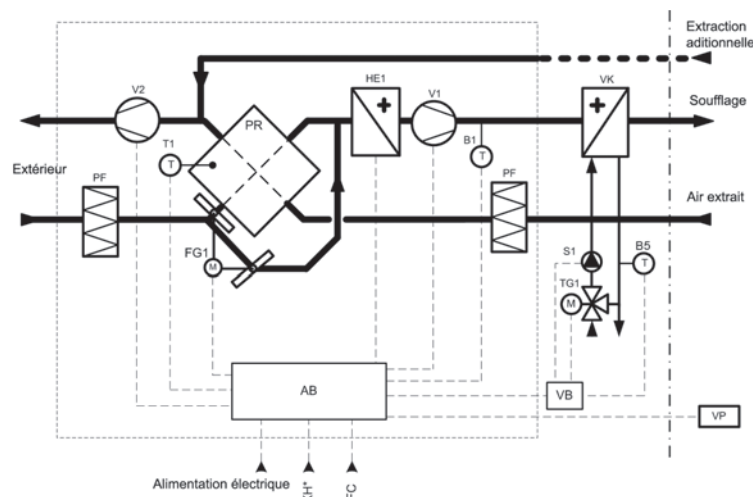 Extraction
aditionnelle
V2
HE1
V1
VK
Soufflage
PR
T1
T
B1
T
Extérieur
PF
PF
Air extrait
FG1
M
S1
B5
T
TG1
M
AB
VB
VP
Alimentation électrique